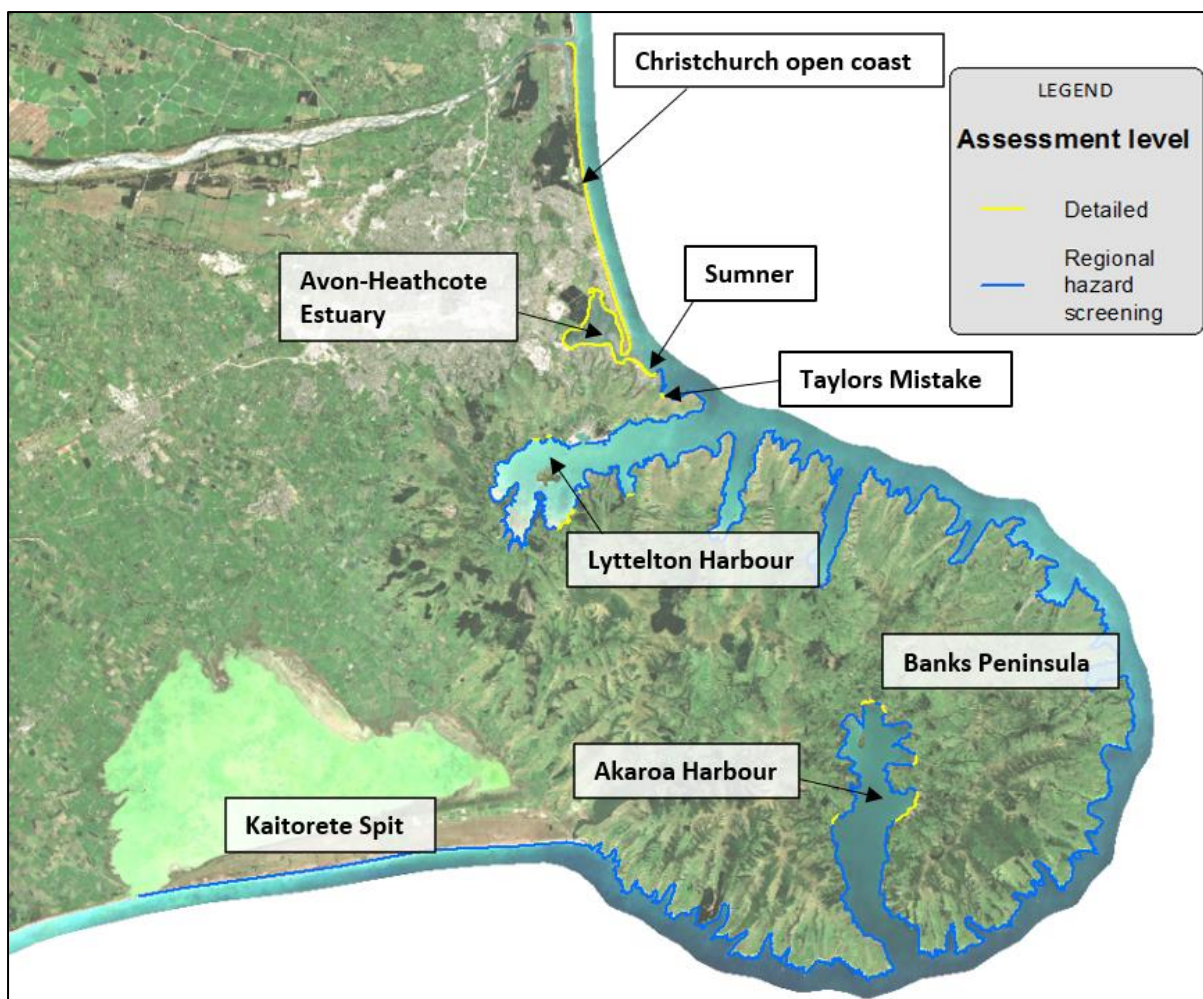 Christchurch open coast
LEGEND
Assessment level
Detailed
Regional
hazard
screening
Avon-Heathcote
Estuary
Sumner
Taylors Mistake
Lyttelton Harbour
Banks Peninsula
Akaroa Harbour
Kaitorete Spit